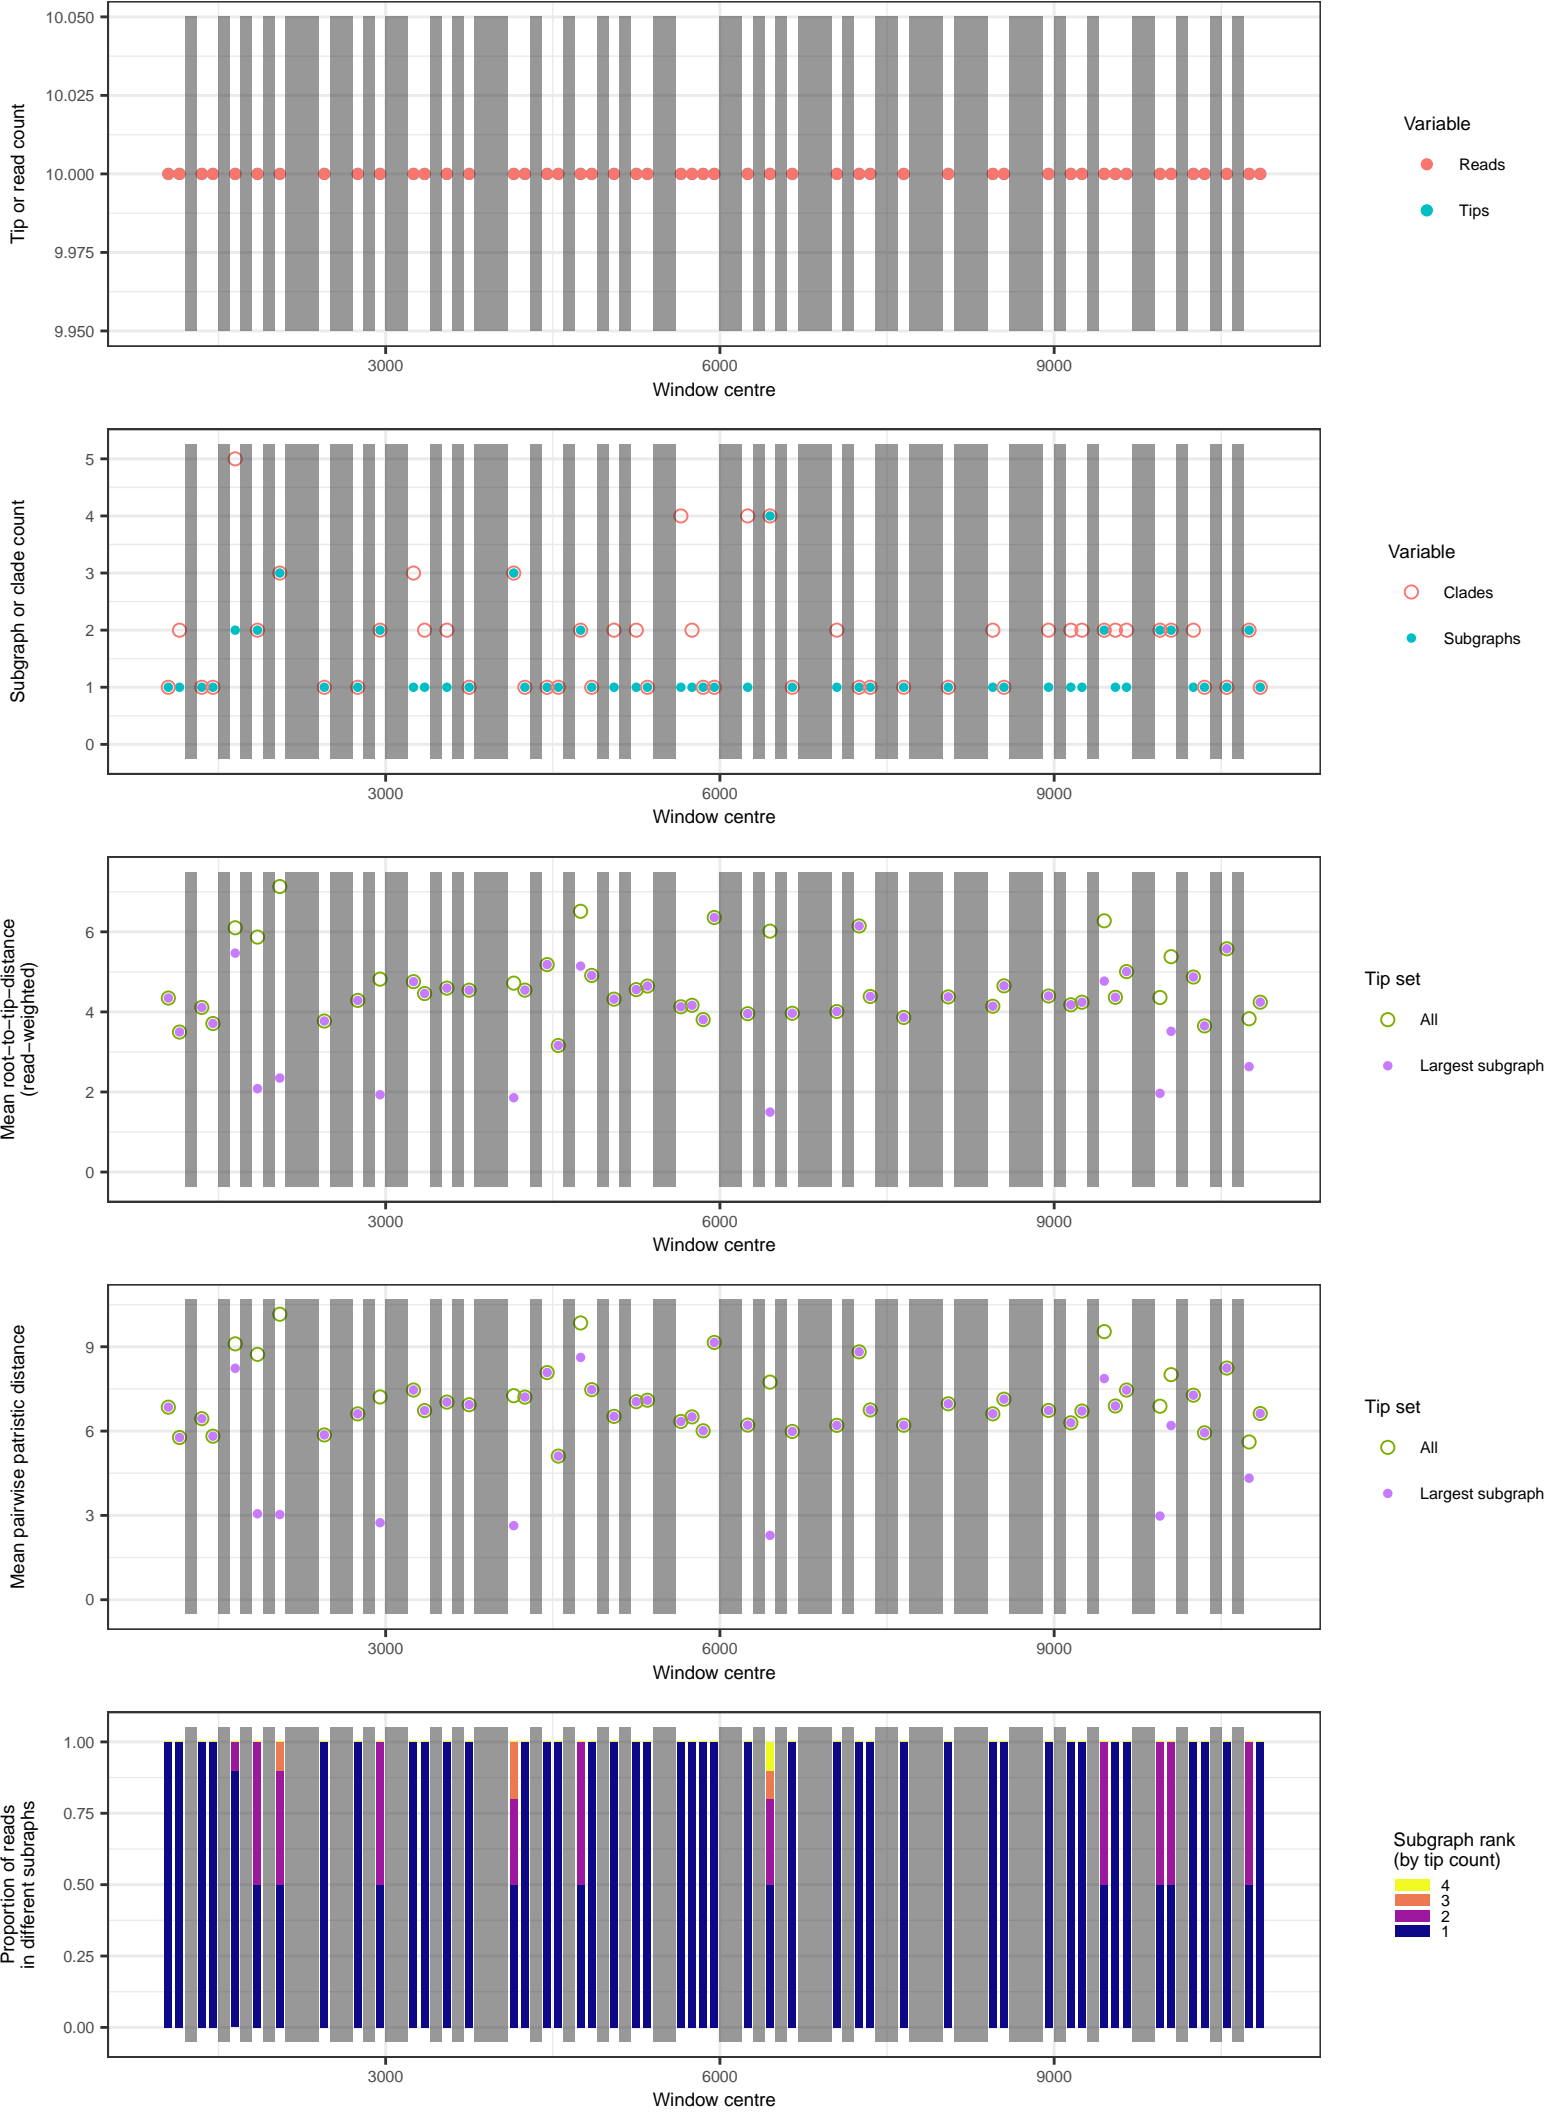 10.050
10.025
10.000
9.975
9.950
Tip or read count
3000
6000
9000
Window centre
Variable
Reads
Tips
5
4
3
2
1
0
Subgraph or clade count
3000
6000
9000
Window centre
Variable
Clades
Subgraphs
6
4
2
0
Mean root−to−tip−distance
(read−weighted)
3000
6000
9000
Window centre
Tip set
All
Largest subgraph
9
6
3
0
Mean pairwise patristic distance
3000
6000
9000
Window centre
Tip set
All
Largest subgraph
1.00
0.75
0.50
0.25
0.00
Proportion of reads
in different subraphs
3000
6000
9000
Window centre
Subgraph rank
(by tip count)
4
3
2
1